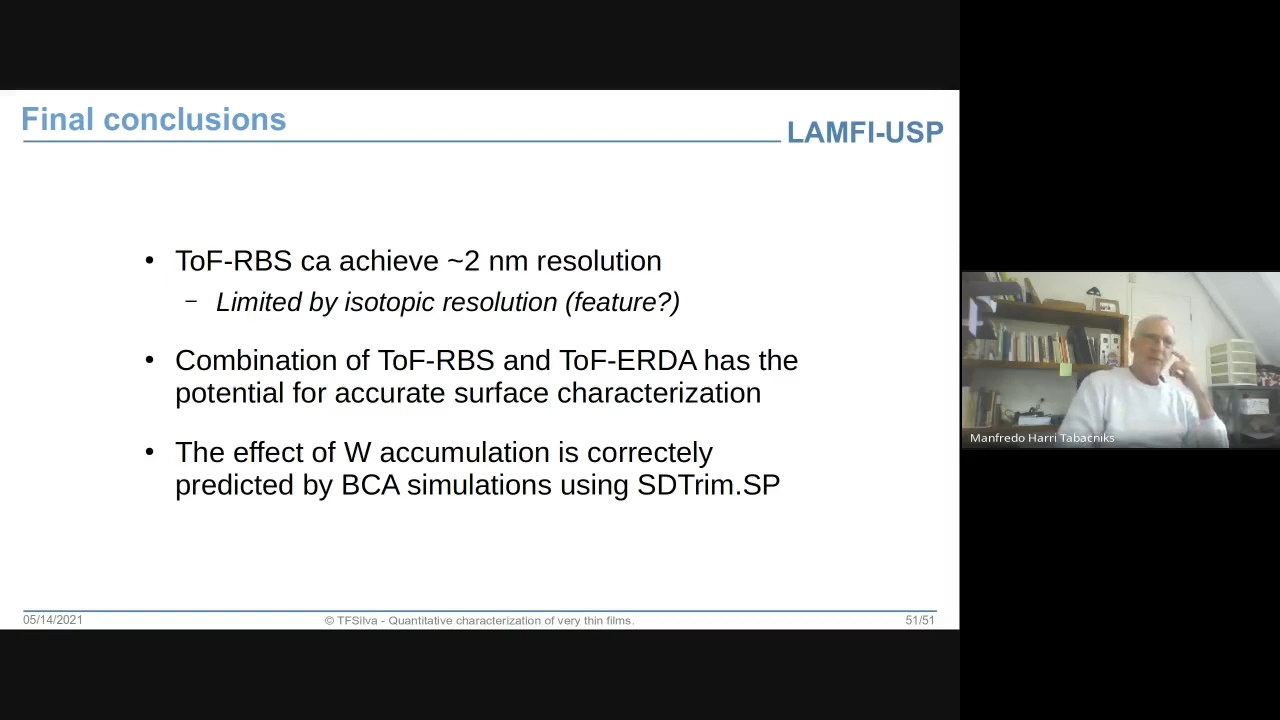 Final conclusions
LAMFI-USP
• ToF-RBS ca achieve ~2 nm resolution
– Limited by isotopic resolution (feature?)
• Combination of ToF-RBS and ToF-ERDA has the
potential for accurate surface characterization
• The effect of W accumulation is correctely
predicted by BCA simulations using SDTrim.SP
05/14/2021
© TFSilva - Quantitative characterization of very thin films.
51/51
Manfredo Harri Tabacniks